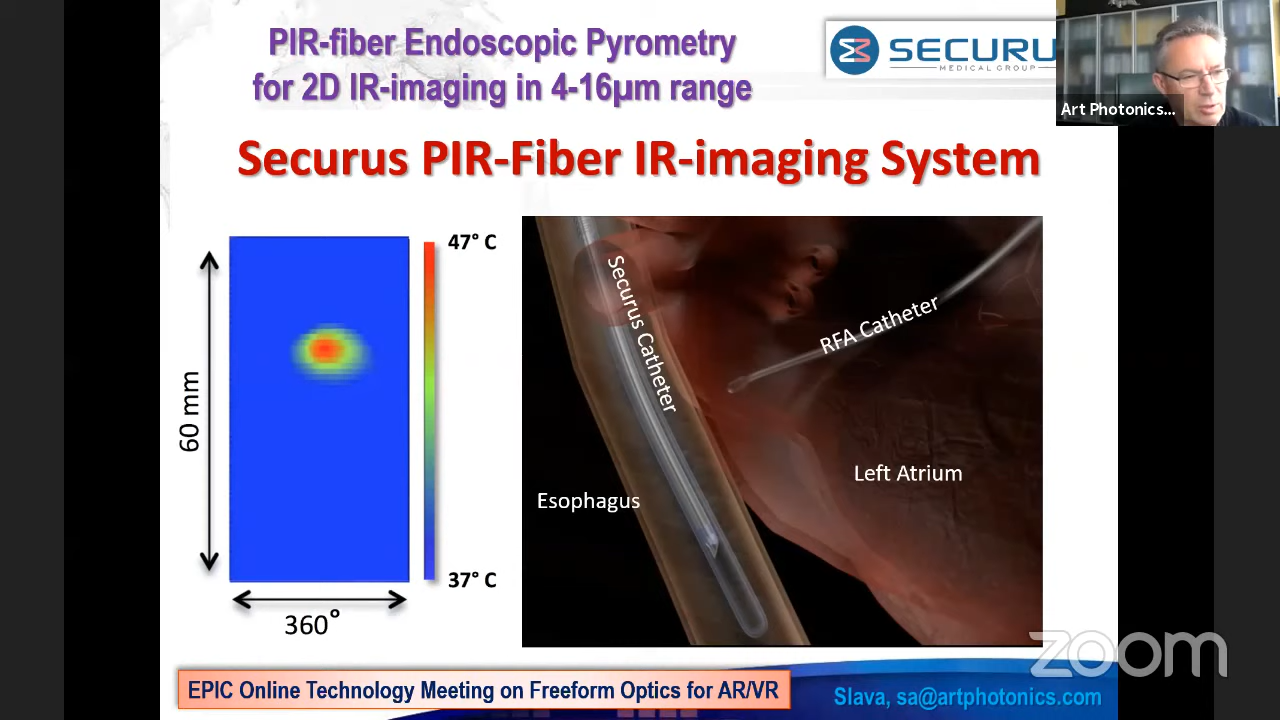 PIR-fiber Endoscopic Pyrometry
for 2D IR-imaging in 4-16µm range
SECURU
MEDICAL GROUP
Art Photonics...
Securus PIR-Fiber IR-imaging System
47° C
60 mm
37° C
360°
Securus Catheter
RFA Catheter
Left Atrium
Esophagus
zoom
EPIC Online Technology Meeting on Freeform Optics for AR/VR
Slava, sa@artphotonics.com